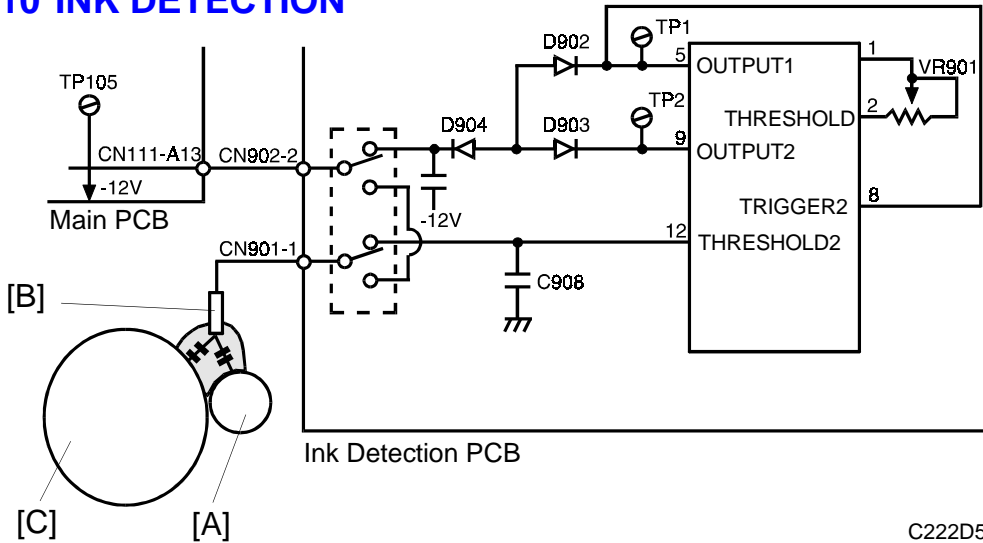 10 INK DETECTION
TP105
CN111-A13
-12V
Main PCB
CN902-2
CN901-1
D904
-12V
D902
D903
TP1
TP2
5
OUTPUT1
9
OUTPUT2
1
VR901
THRESHOLD
2
TRIGGER2
8
12
THRESHOLD2
C908
[B]
[C]
[A]
Ink Detection PCB
C222D5